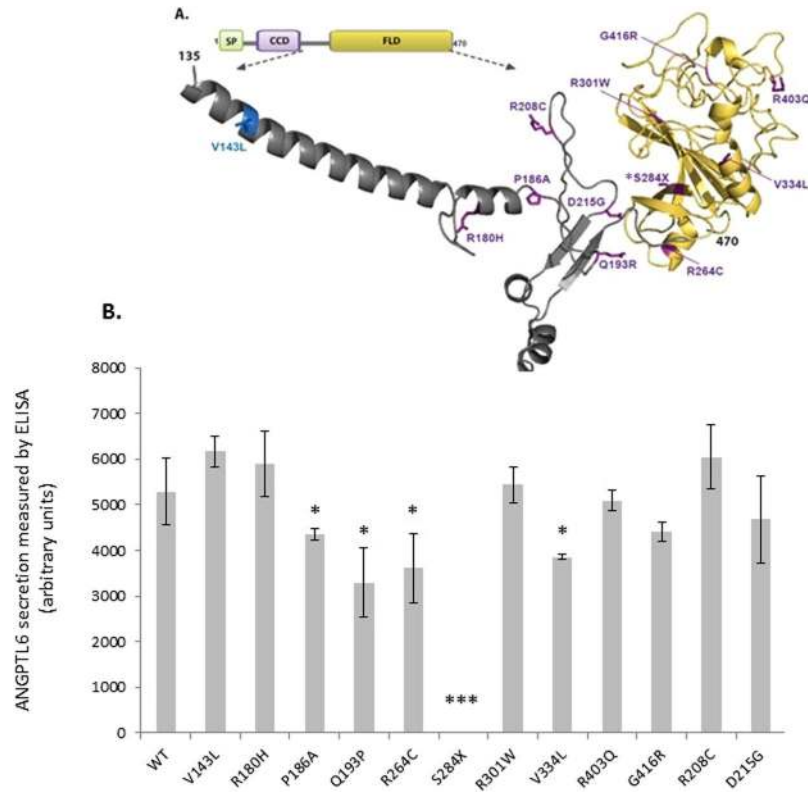 A.
SP CCD FLD 470
135
V143L
R180H
P186A
R208C
D215G
Q193R
G416R
R301W
R403Q
V334L
*S284X
470
R264C
B.
ANGPTL6 secretion measured by ELISA
(arbitrary units)
8000
7000
6000
5000
4000
3000
2000
1000
0
* * * *** *
WT V143L R180H P186A Q193P R264C S284X R301W V334L R403Q G416R R208C D215G